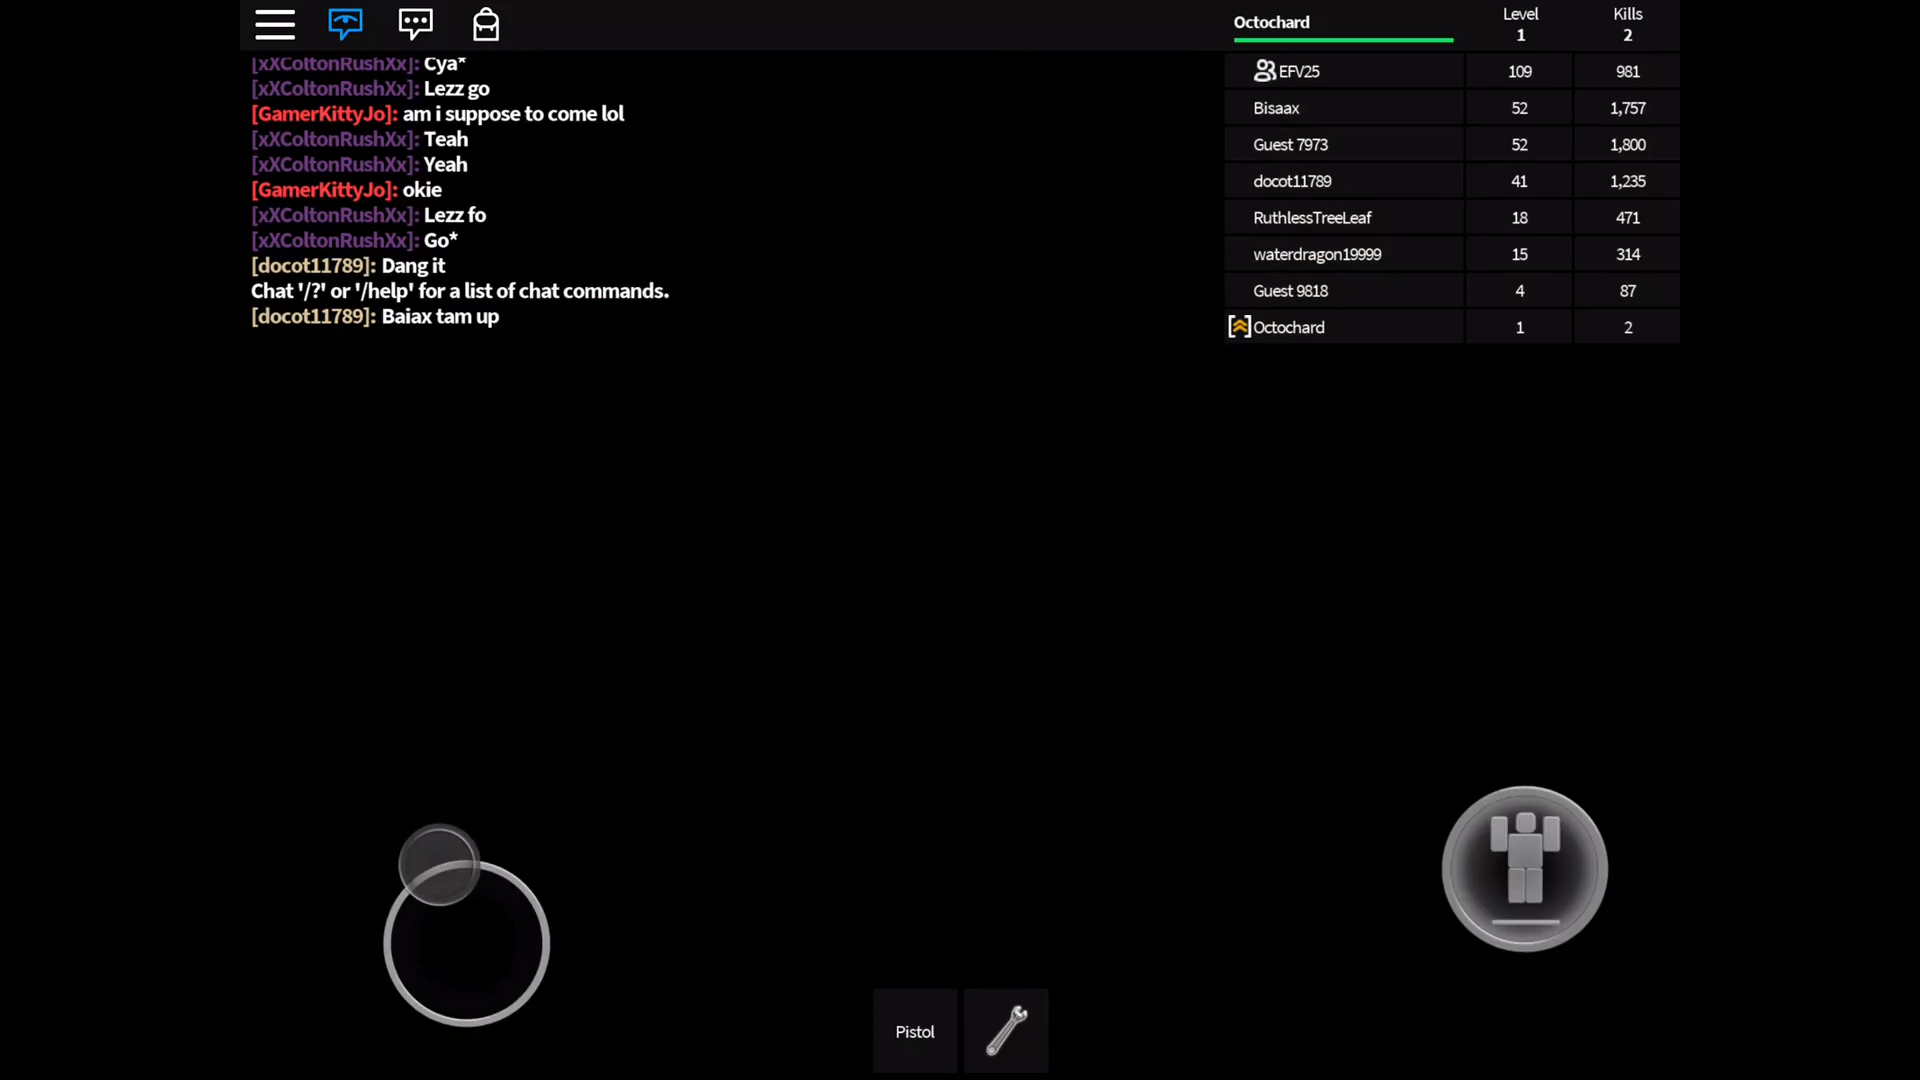 Octochard Level 1 Kills 2
[xXColtonRushXx]: Cya*
[xXColtonRushXx]: Lezz go
[GamerKittyJo]: am i suppose to come lol
[xXColtonRushXx]: Teah
[xXColtonRushXx]: Yeah
[GamerKittyJo]: okie
[xXColtonRushXx]: Lezz fo
[xXColtonRushXx]: Go*
[docot11789]: Dang it
Chat '/?' or '/help' for a list of chat commands.
[docot11789]: Baiax tam up
EFV25 109 981
Bisaax 52 1,757
Guest 7973 52 1,800
docot11789 41 1,235
RuthlessTreeLeaf 18 471
waterdragon19999 15 314
Guest 9818 4 87
Octochard 1 2
Pistol